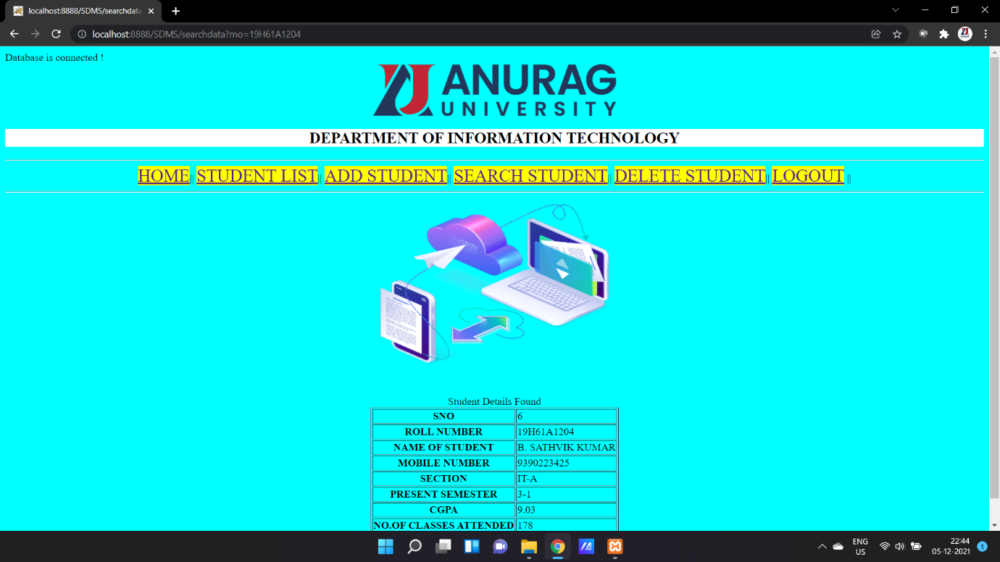 localhost:8888/SDMS/searchdata
localhost:8888/SDMS/searchdata?rno=19H61A1204
Database is connected !
ANURAG
UNIVERSITY
DEPARTMENT OF INFORMATION TECHNOLOGY
HOME|| STUDENT LIST|| ADD STUDENT|| SEARCH STUDENT|| DELETE STUDENT|| LOGOUT ||
Student Details Found
SNO 6
ROLL NUMBER 19H61A1204
NAME OF STUDENT B. SATHVIK KUMAR
MOBILE NUMBER 9390223425
SECTION IT-A
PRESENT SEMESTER 3-1
CGPA 9.03
NO.OF CLASSES ATTENDED 178
ENG 22:44
US 05-12-2021 1